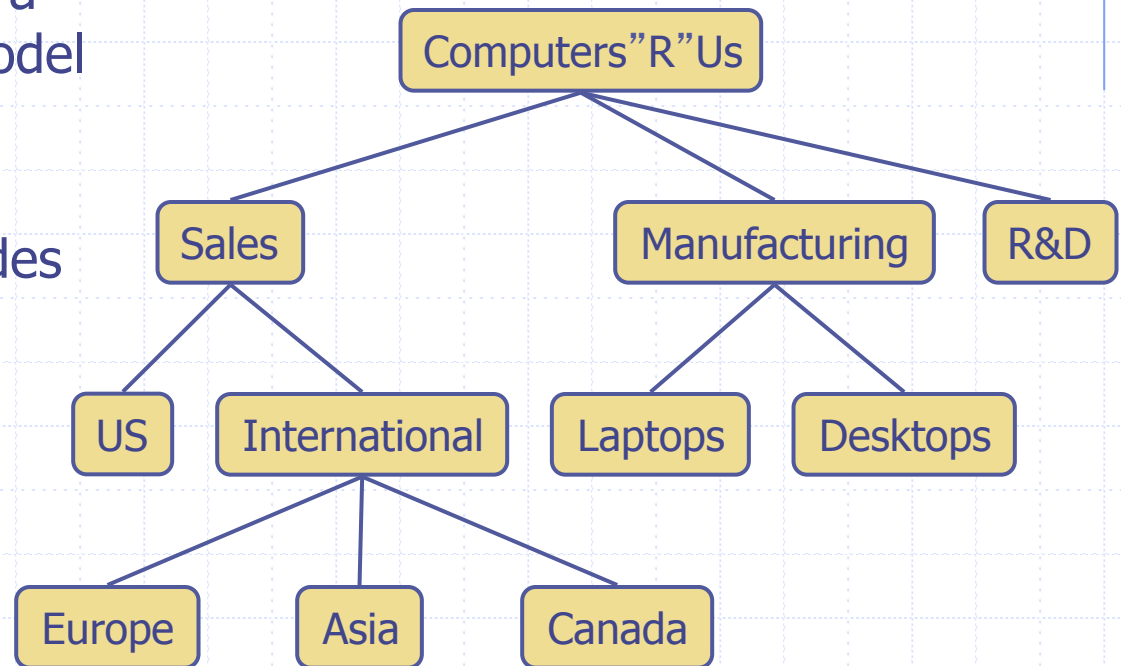 Computers”R”Us
Sales
Manufacturing
R&D
US
International
Laptops
Desktops
Europe
Asia
Canada